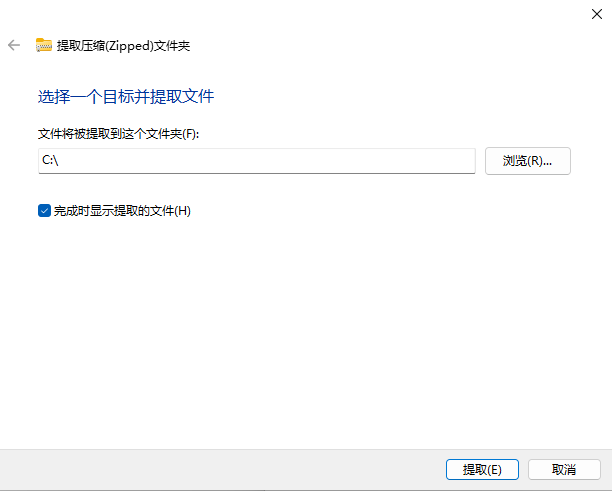 提取压缩(Zipped)文件夹
选择一个目标并提取文件
文件将被提取到这个文件夹(F):
C:\
浏览(R)...
完成时显示提取的文件(H)
提取(E)
取消